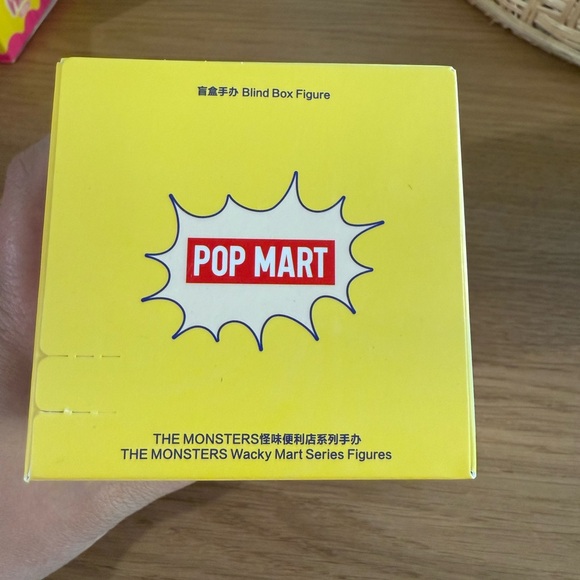 盲盒手办 Blind Box Figure
POP MART
THE MONSTERS怪味便利店系列手办
THE MONSTERS Wacky Mart Series Figures